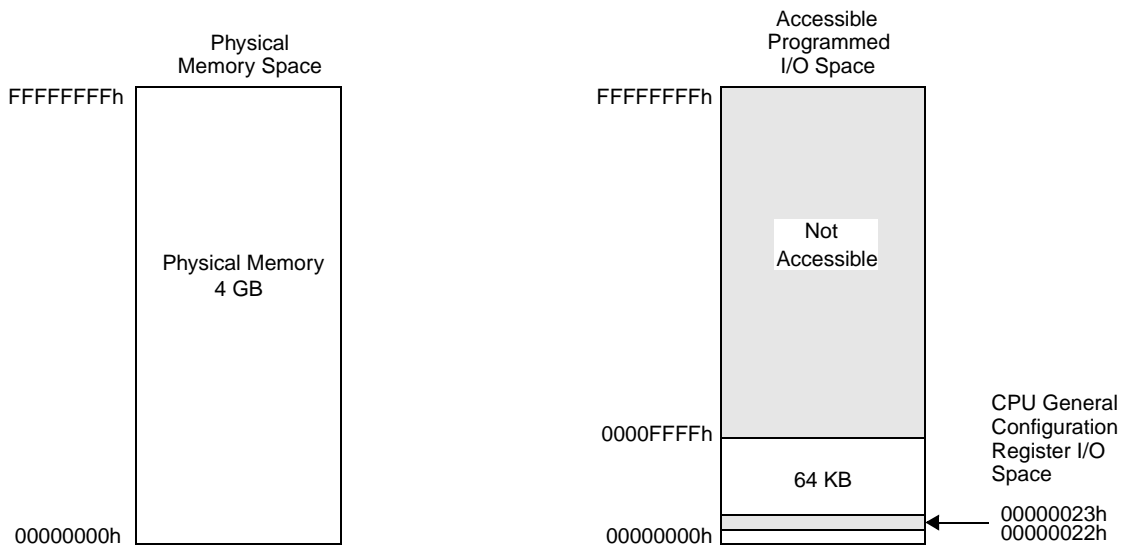 Physical
Memory Space
FFFFFFFFh
Physical Memory
4 GB
00000000h
Accessible
Programmed
I/O Space
FFFFFFFFh
Not
Accessible
0000FFFFh
64 KB
00000000h
CPU General
Configuration
Register I/O
Space
00000023h
00000022h